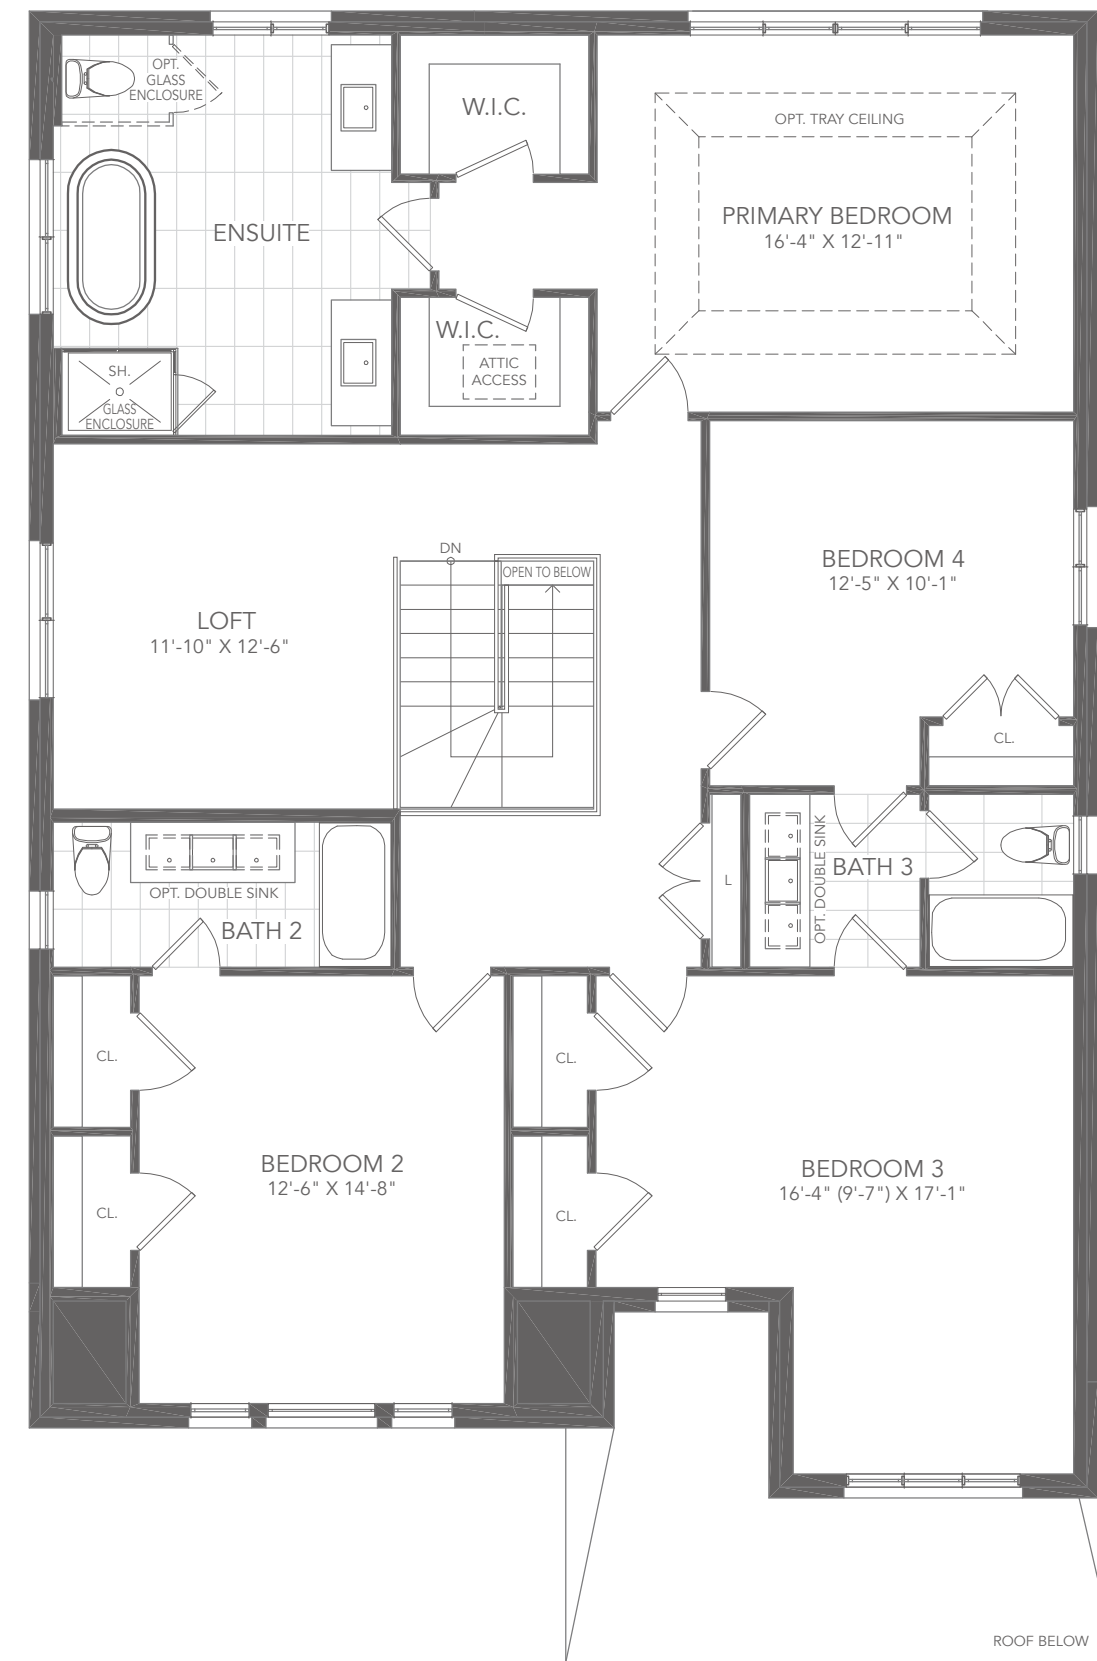 OPT.
GLASS
ENCLOSURE
W.I.C.
OPT. TRAY CEILING
PRIMARY BEDROOM
16'-4" X 12'-11"
ENSUITE
W.I.C.
ATTIC
ACCESS
SH.
GLASS
ENCLOSURE
DN
OPEN TO BELOW
BEDROOM 4
12'-5" X 10'-1"
LOFT
11'-10" X 12'-6"
CL.
OPT. DOUBLE SINK
BATH 2
L
OPT. DOUBLE SINK
BATH 3
CL.
CL.
BEDROOM 2
12'-6" X 14'-8"
BEDROOM 3
16'-4" (9'-7") X 17'-1"
CL.
CL.
ROOF BELOW